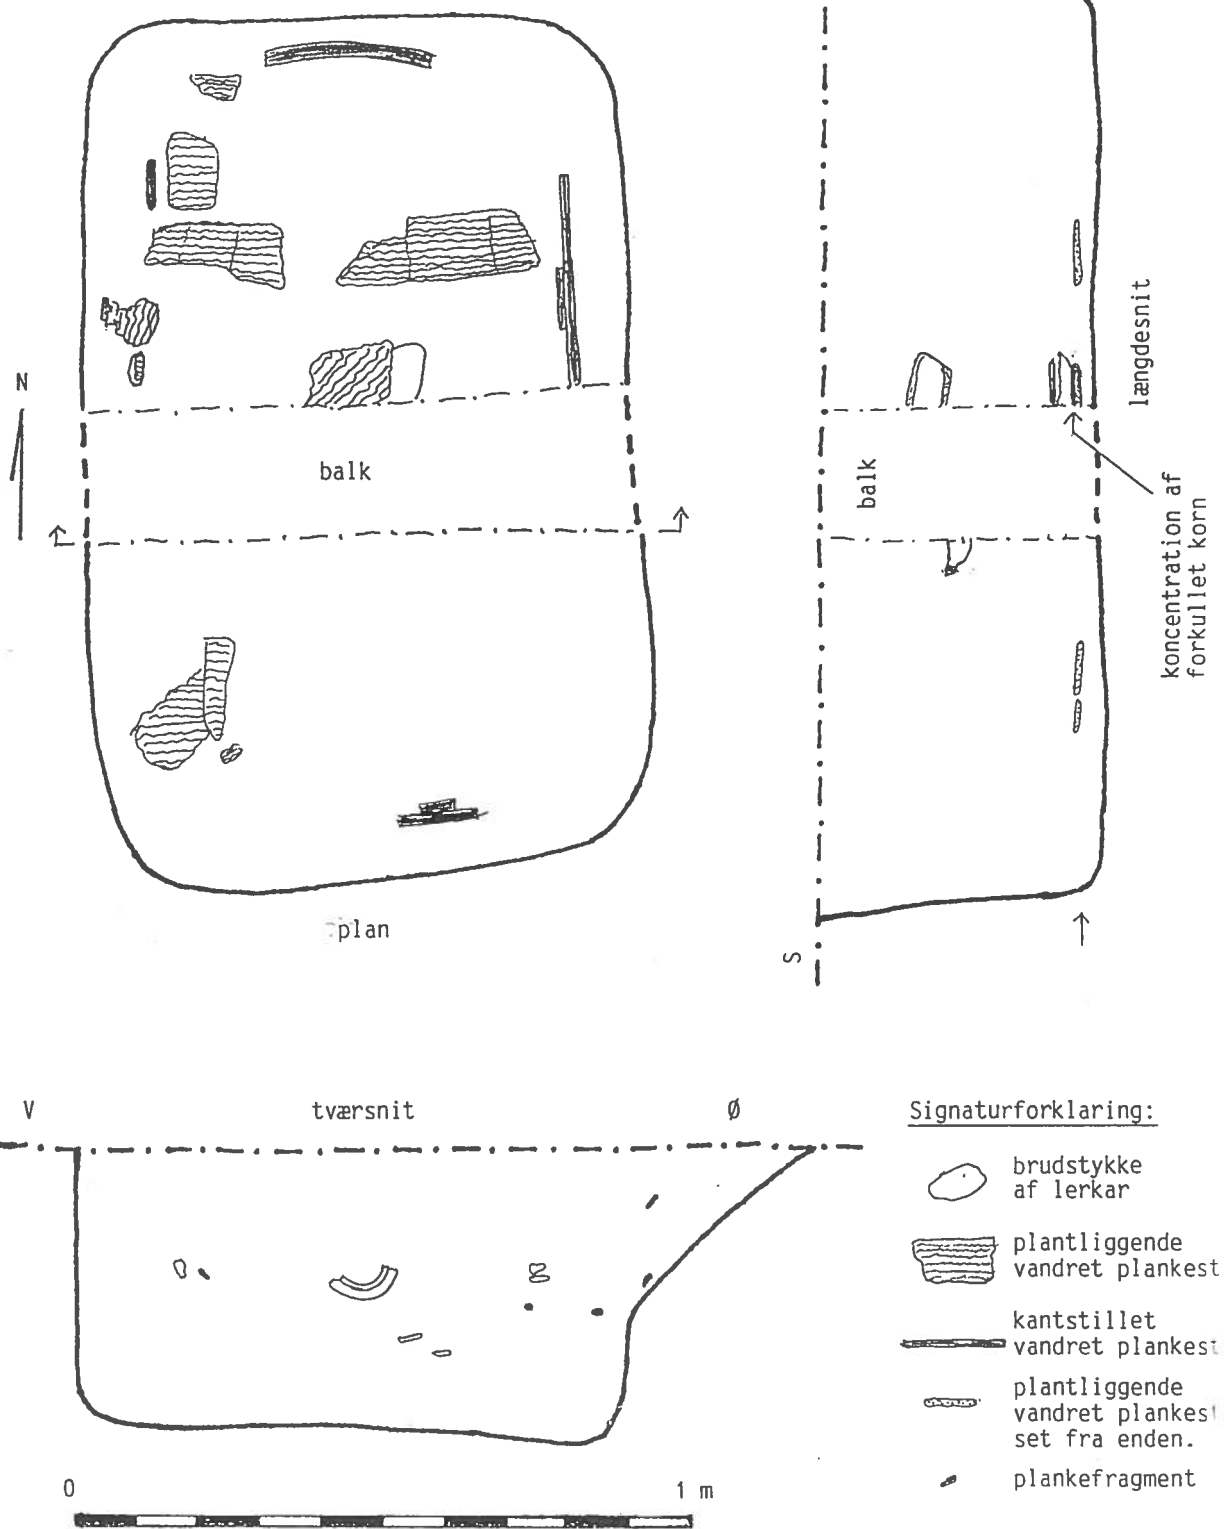 N
balk
plan
balk
længdesnit
koncentration af
forkullet korn
S
V
tværsnit
Ø
Signaturforklaring:
brudstykke
af lerkar
plantliggende
vandret plankest
kantstillet
vandret plankest
plantliggende
vandret plankest
set fra enden.
plankefragment
0
1 m